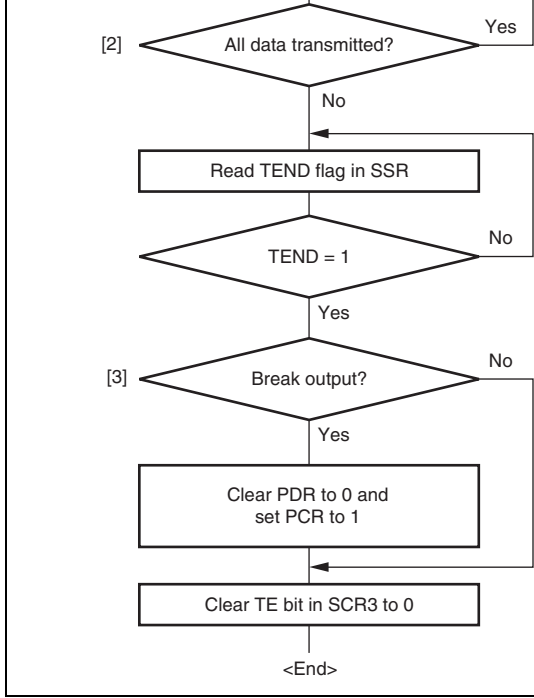 Yes
[2]
All data transmitted?
No
Read TEND flag in SSR
No
TEND = 1
Yes
No
[3]
Break output?
Yes
Clear PDR to 0 and
set PCR to 1
Clear TE bit in SCR3 to 0
<End>